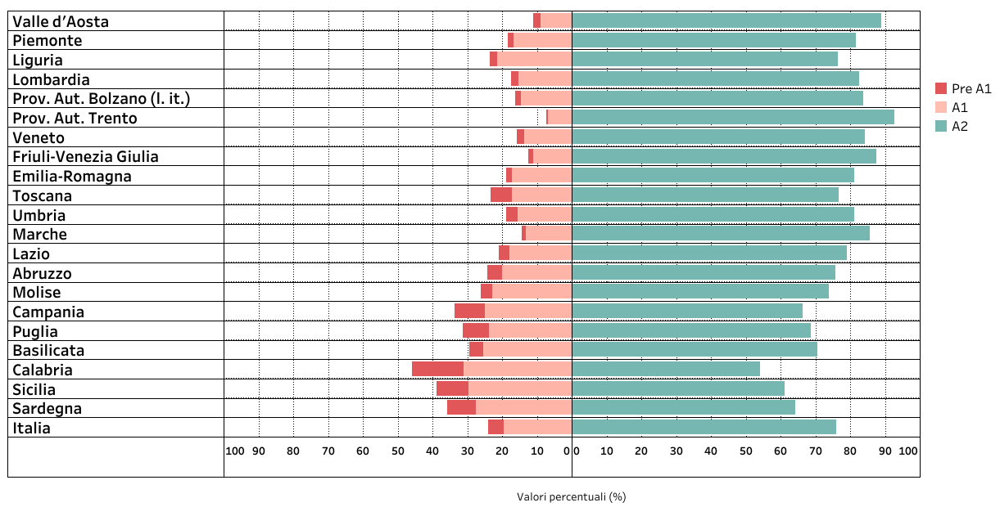 Valle d’Aosta
Piemonte
Liguria
Lombardia
Prov. Aut. Bolzano (l. it.)
Prov. Aut. Trento
Veneto
Friuli-Venezia Giulia
Emilia-Romagna
Toscana
Umbria
Marche
Lazio
Abruzzo
Molise
Campania
Puglia
Basilicata
Calabria
Sicilia
Sardegna
Italia
100 90 80 70 60 50 40 30 20 10 0 0 10 20 30 40 50 60 70 80 90 100
Valori percentuali (%)
Pre A1
A1
A2